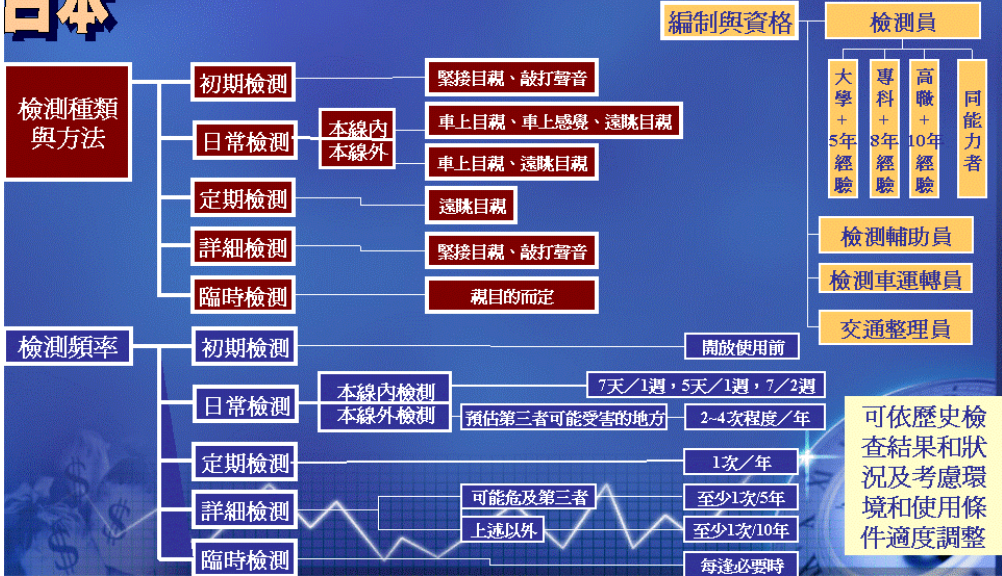 日本
檢測種類
與方法
初期檢測
緊接目視、敲打聲音
日常檢測
本線內
車上目視、車上感覺、遠眺目視
本線外
車上目視、遠眺目視
定期檢測
遠眺目視
詳細檢測
緊接目視、敲打聲音
臨時檢測
視目的而定
編制與資格
檢測員
大學+5年經驗
專科+8年經驗
高職+10年經驗
同能力者
檢測輔助員
檢測車運轉員
交通整理員
檢測頻率
初期檢測
開放使用前
日常檢測
本線內檢測
7天/1週,5天/1週,7/2週
本線外檢測
預估第三者可能受害的地方
2~4次程度/年
定期檢測
1次/年
詳細檢測
可能危及第三者
至少1次/5年
上述以外
至少1次/10年
臨時檢測
每逢必要時
可依歷史檢
查結果和狀
況及考慮環
境和使用條
件適度調整